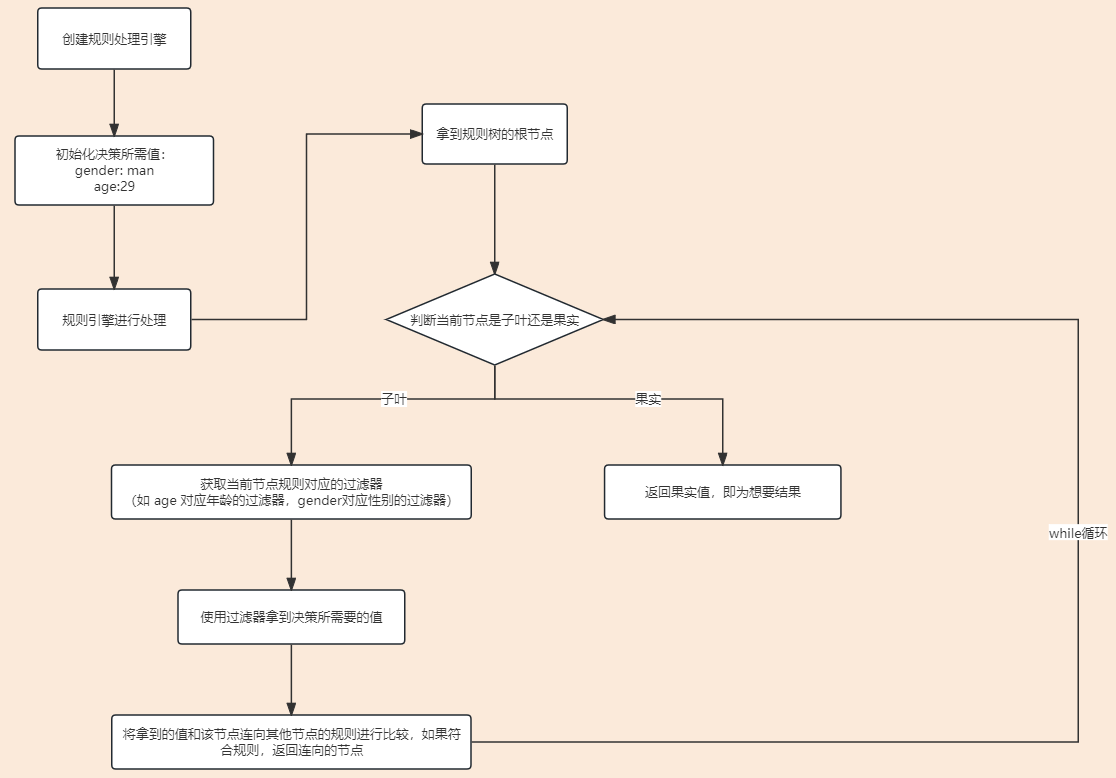 创建规则处理引擎
初始化决策所需值：
gender: man
age:29
规则引擎进行处理
拿到规则树的根节点
判断当前节点是子叶还是果实
子叶
果实
获取当前节点规则对应的过滤器
（如 age 对应年龄的过滤器，gender对应性别的过滤器）
返回果实值，即为想要结果
while循环
使用过滤器拿到决策所需要的值
将拿到的值和该节点连向其他节点的规则进行比较，如果符
合规则，返回连向的节点